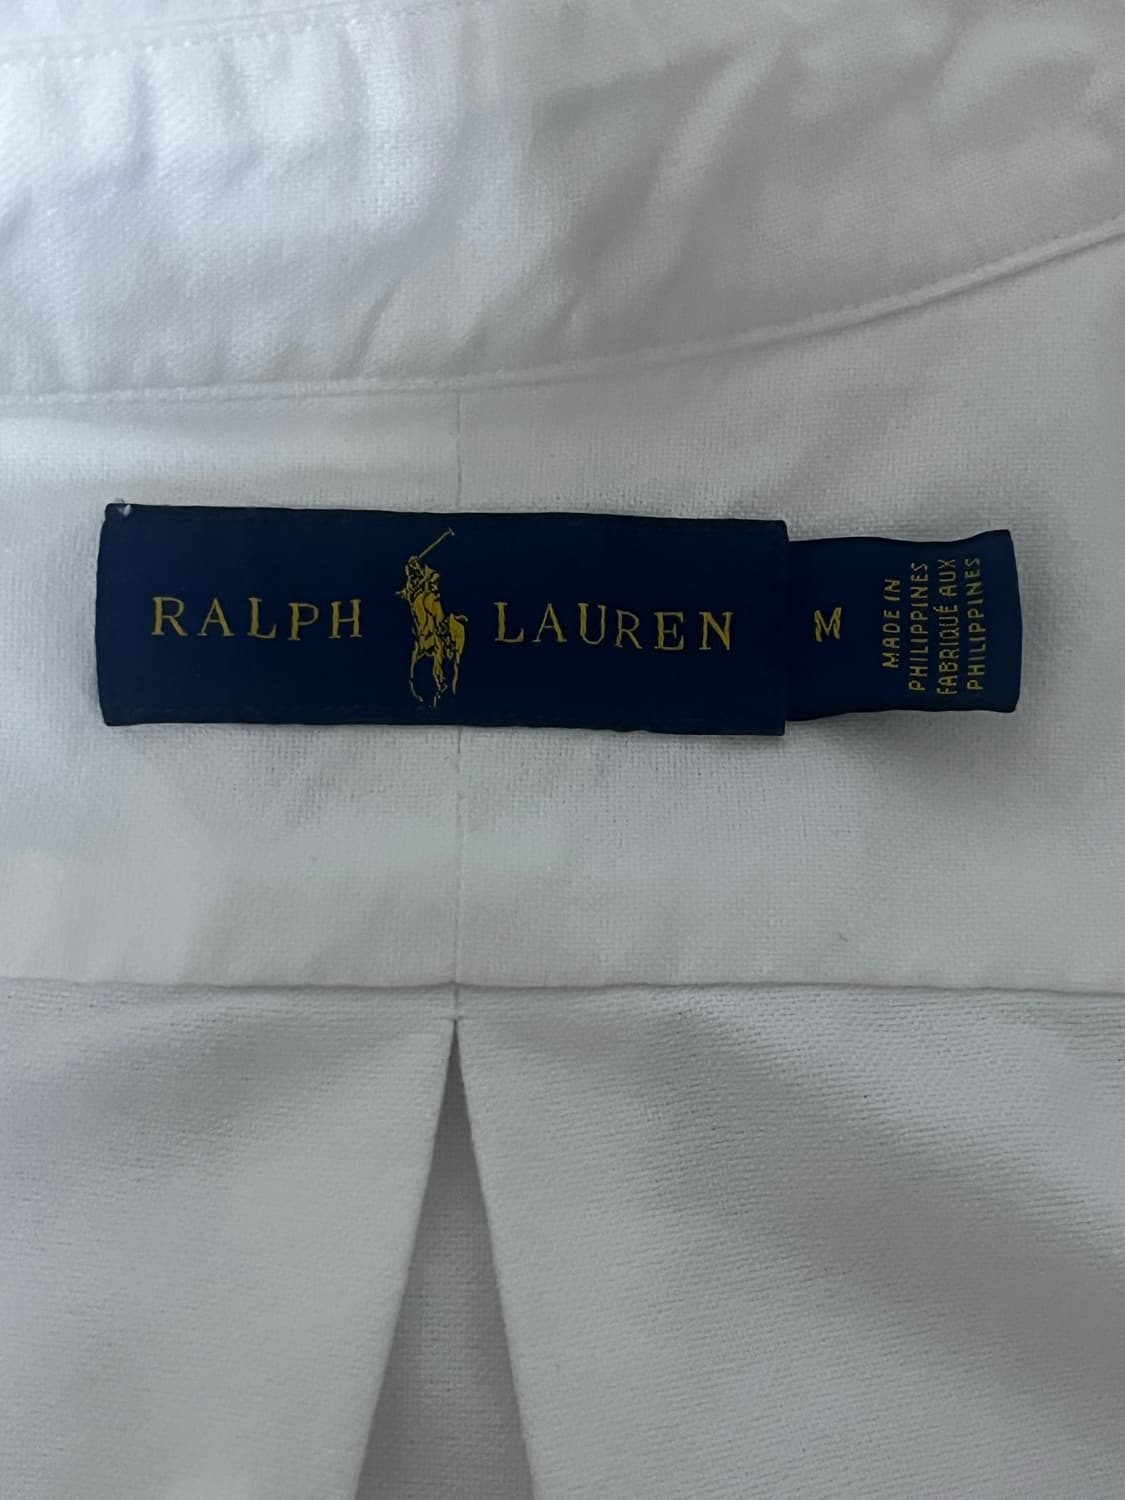 RALPH LAUREN
M
MADE IN
PHILIPPINES
FABRIQUÉ AUX
PHILIPPINES